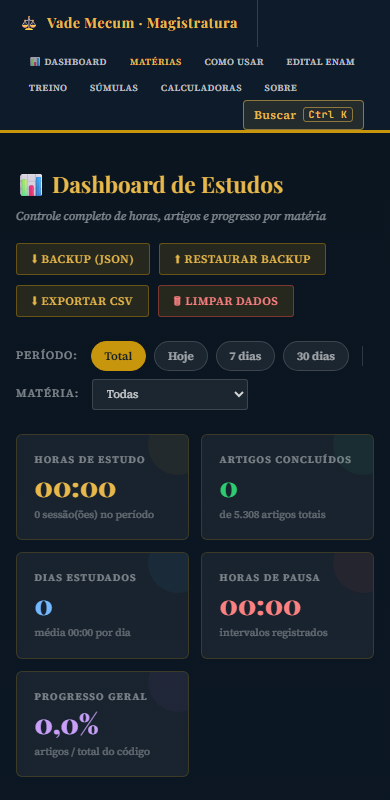 Vade Mecum · Magistratura
DASHBOARD MATÉRIAS COMO USAR EDITAL ENAM
TREINO SÚMULAS CALCULADORAS SOBRE
Buscar Ctrl K
Dashboard de Estudos
Controle completo de horas, artigos e progresso por matéria
⬇ BACKUP (JSON) ⬆ RESTAURAR BACKUP
⬇ EXPORTAR CSV 🗑 LIMPAR DADOS
PERÍODO: Total Hoje 7 dias 30 dias
MATÉRIA: Todas
HORAS DE ESTUDO
00:00
0 sessão(ões) no período
ARTIGOS CONCLUÍDOS
0
de 5.308 artigos totais
DIAS ESTUDADOS
0
média 00:00 por dia
HORAS DE PAUSA
00:00
intervalos registrados
PROGRESSO GERAL
0,0%
artigos / total do código